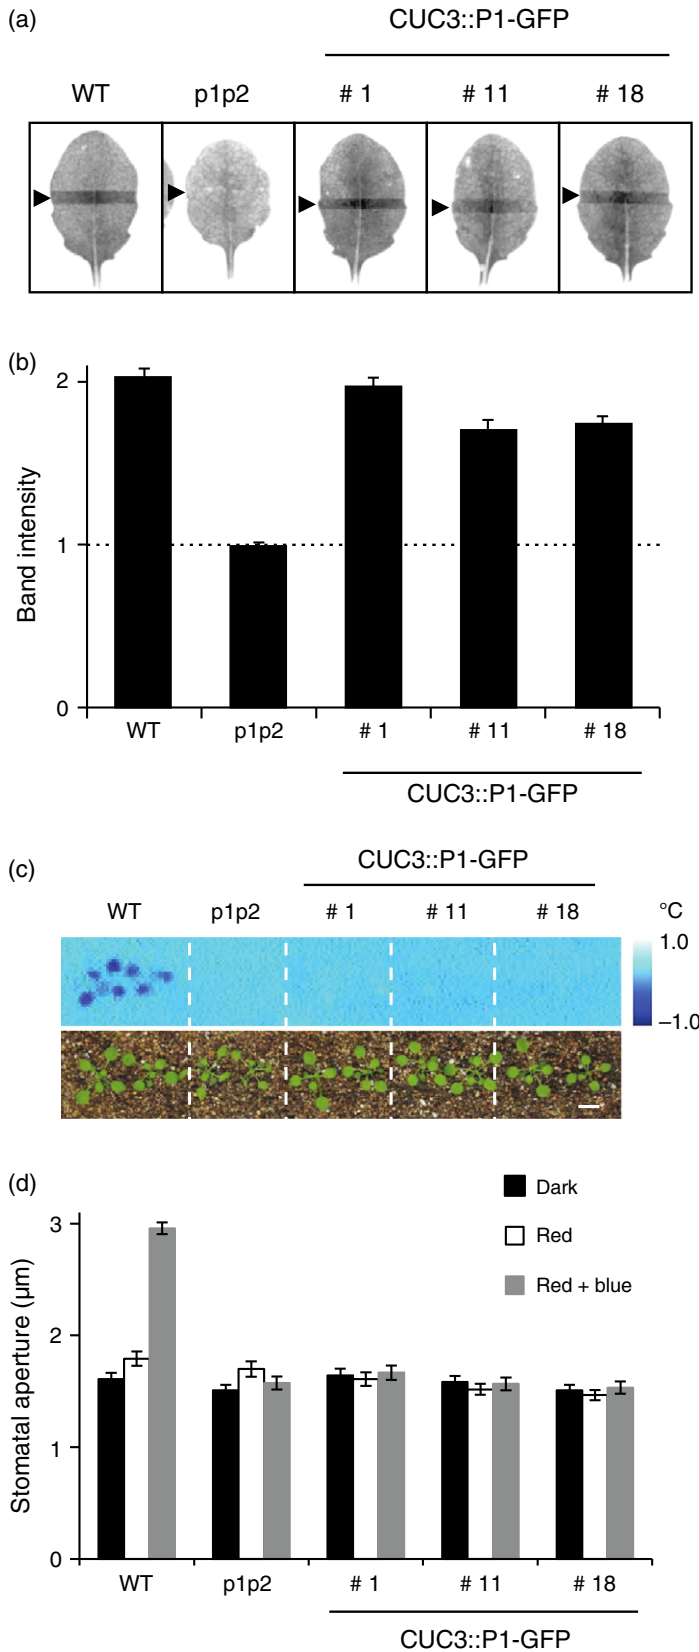 (a)
CUC3::P1-GFP
WT p1p2 # 1 # 11 # 18
(b)
Band intensity
2
1
0
WT p1p2 # 1 # 11 # 18
CUC3::P1-GFP
(c)
CUC3::P1-GFP
WT p1p2 # 1 # 11 # 18 °C
1.0
–1.0
(d)
Dark
Red
Red + blue
Stomatal aperture (µm)
3
2
1
0
WT p1p2 # 1 # 11 # 18
CUC3::P1-GFP